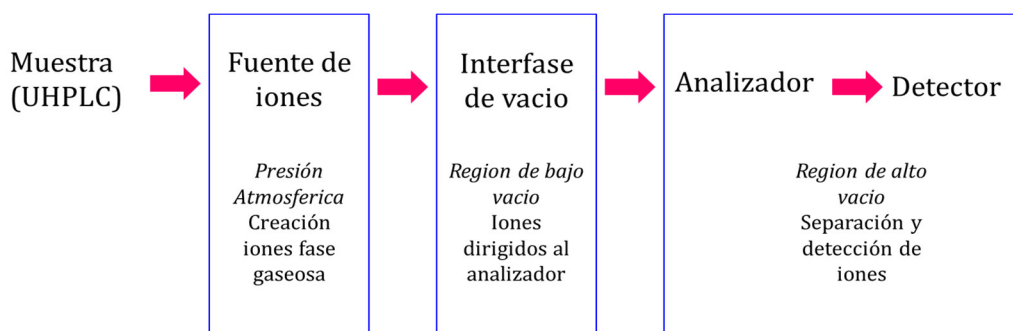 Muestra
(UHPLC)
Fuente de
iones
Presión
Atmosferica
Creación
iones fase
gaseosa
Interfase
de vacio
Region de bajo
vacio
Iones
dirigidos al
analizador
Analizador
Detector
Region de alto
vacio
Separación y
detección de
iones